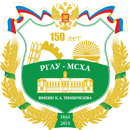 150 лет
РГАУ - МСХА
ИМЕНИ К.А. ТИМИРЯЗЕВА
1865
2015